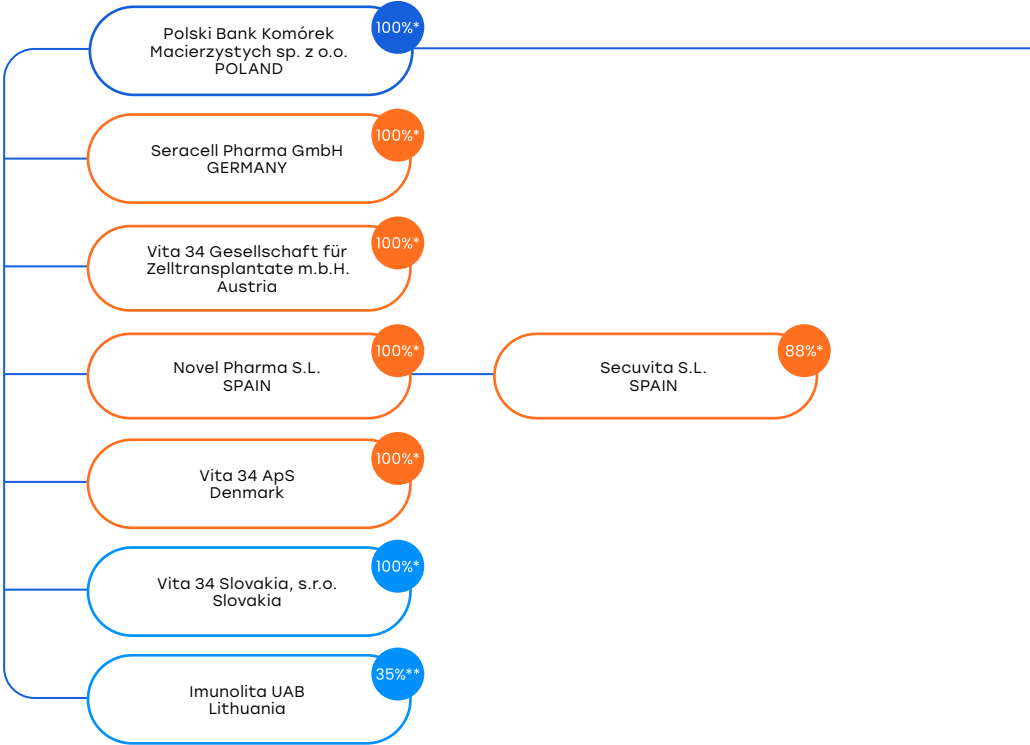 100%*
Polski Bank Komórek
Macierzystych sp. z o.o.
POLAND
100%*
Seracell Pharma GmbH
GERMANY
100%*
Vita 34 Gesellschaft für
Zelltransplantate m.b.H.
Austria
100%*
Novel Pharma S.L.
SPAIN
88%*
Secuvita S.L.
SPAIN
100%*
Vita 34 ApS
Denmark
100%*
Vita 34 Slovakia, s.r.o.
Slovakia
35%**
Imunolita UAB
Lithuania